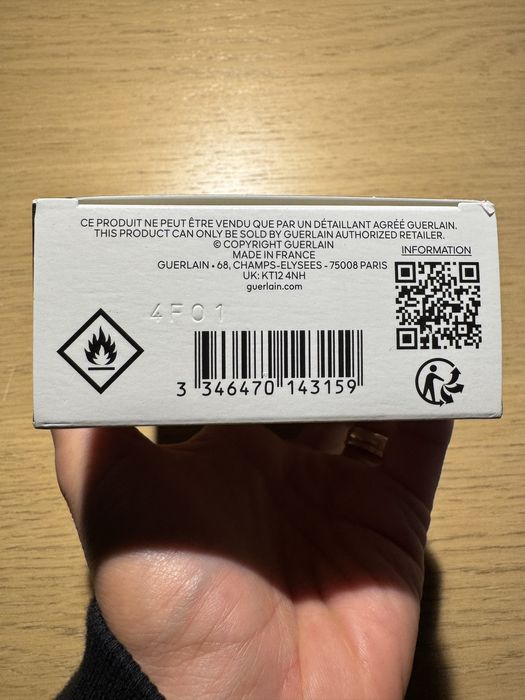 CE PRODUIT NE PEUT ÊTRE VENDU QUE PAR UN DÉTAILLANT AGRÉÉ GUERLAIN.
THIS PRODUCT CAN ONLY BE SOLD BY GUERLAIN AUTHORIZED RETAILER.
© COPYRIGHT GUERLAIN
MADE IN FRANCE
GUERLAIN • 68, CHAMPS-ELYSEES - 75008 PARIS
UK: KT12 4NH
guerlain.com
INFORMATION
4F01
3 346470 143159